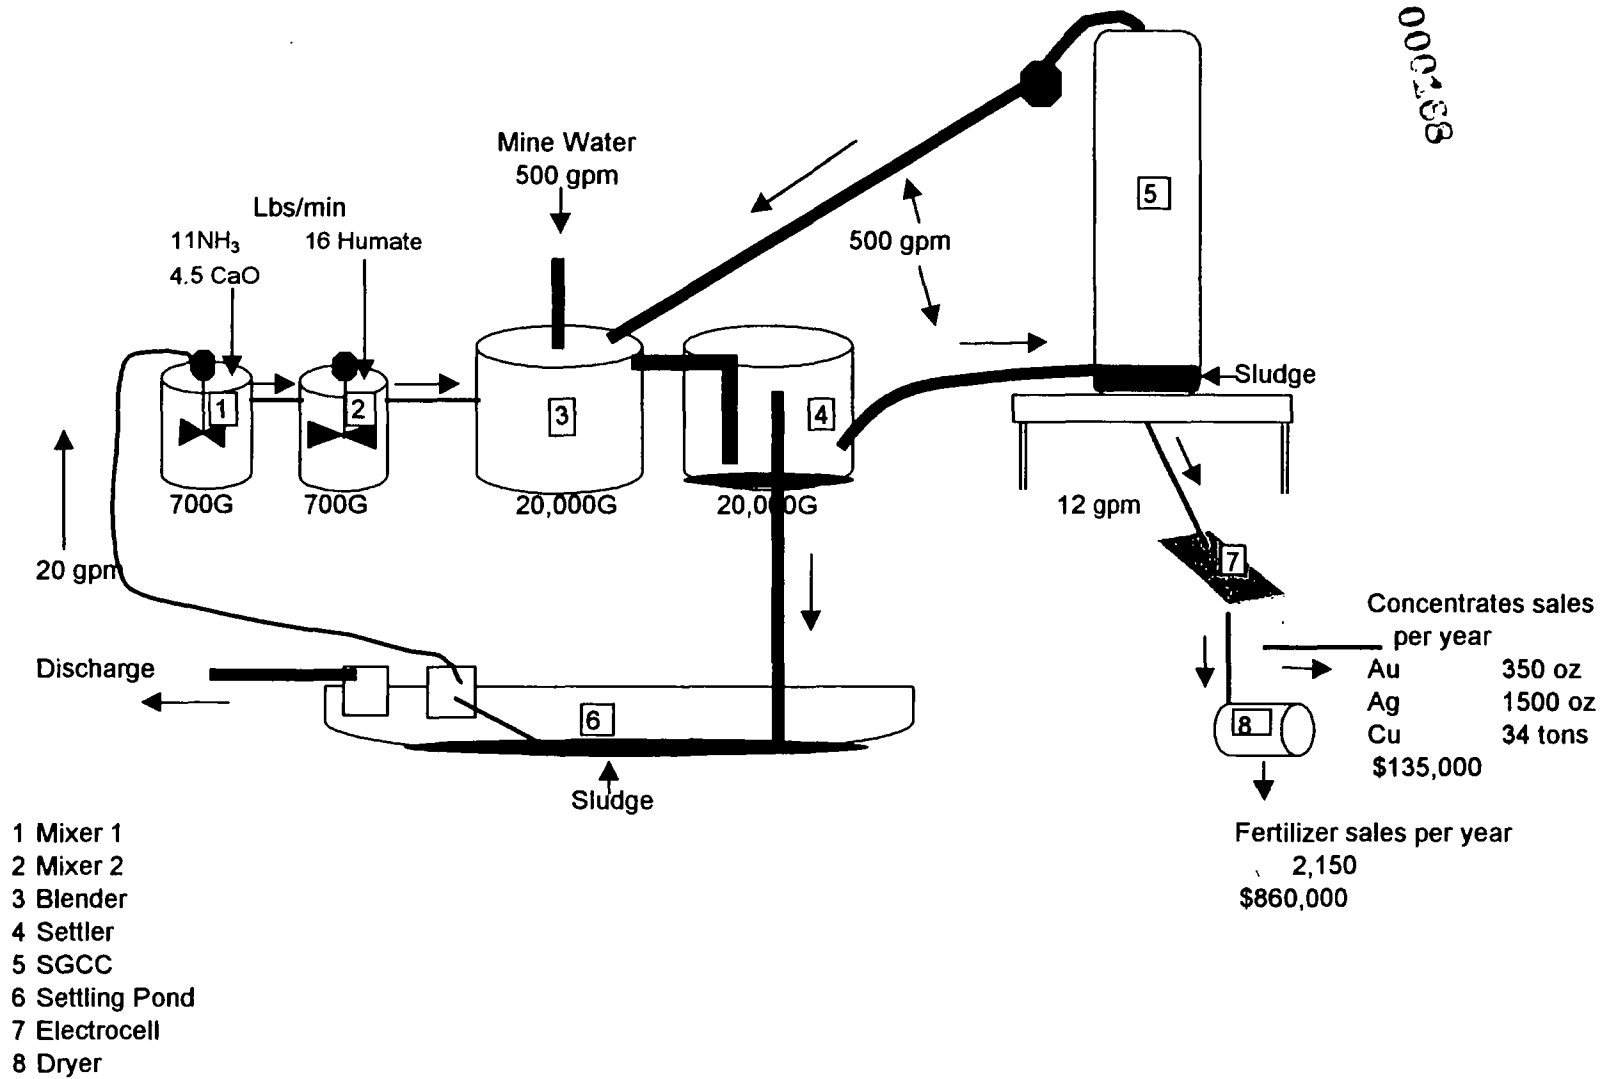 000168
Mine Water
500 gpm
Lbs/min
11NH₃
16 Humate
4.5 CaO
500 gpm
5
Sludge
1
2
3
4
700G
700G
20,000G
20,000G
12 gpm
7
20 gpm
Concentrates sales
per year
Au 350 oz
Ag 1500 oz
Cu 34 tons
$135,000
Discharge
6
8
Sludge
Fertilizer sales per year
2,150
$860,000
1 Mixer 1
2 Mixer 2
3 Blender
4 Settler
5 SGCC
6 Settling Pond
7 Electrocell
8 Dryer